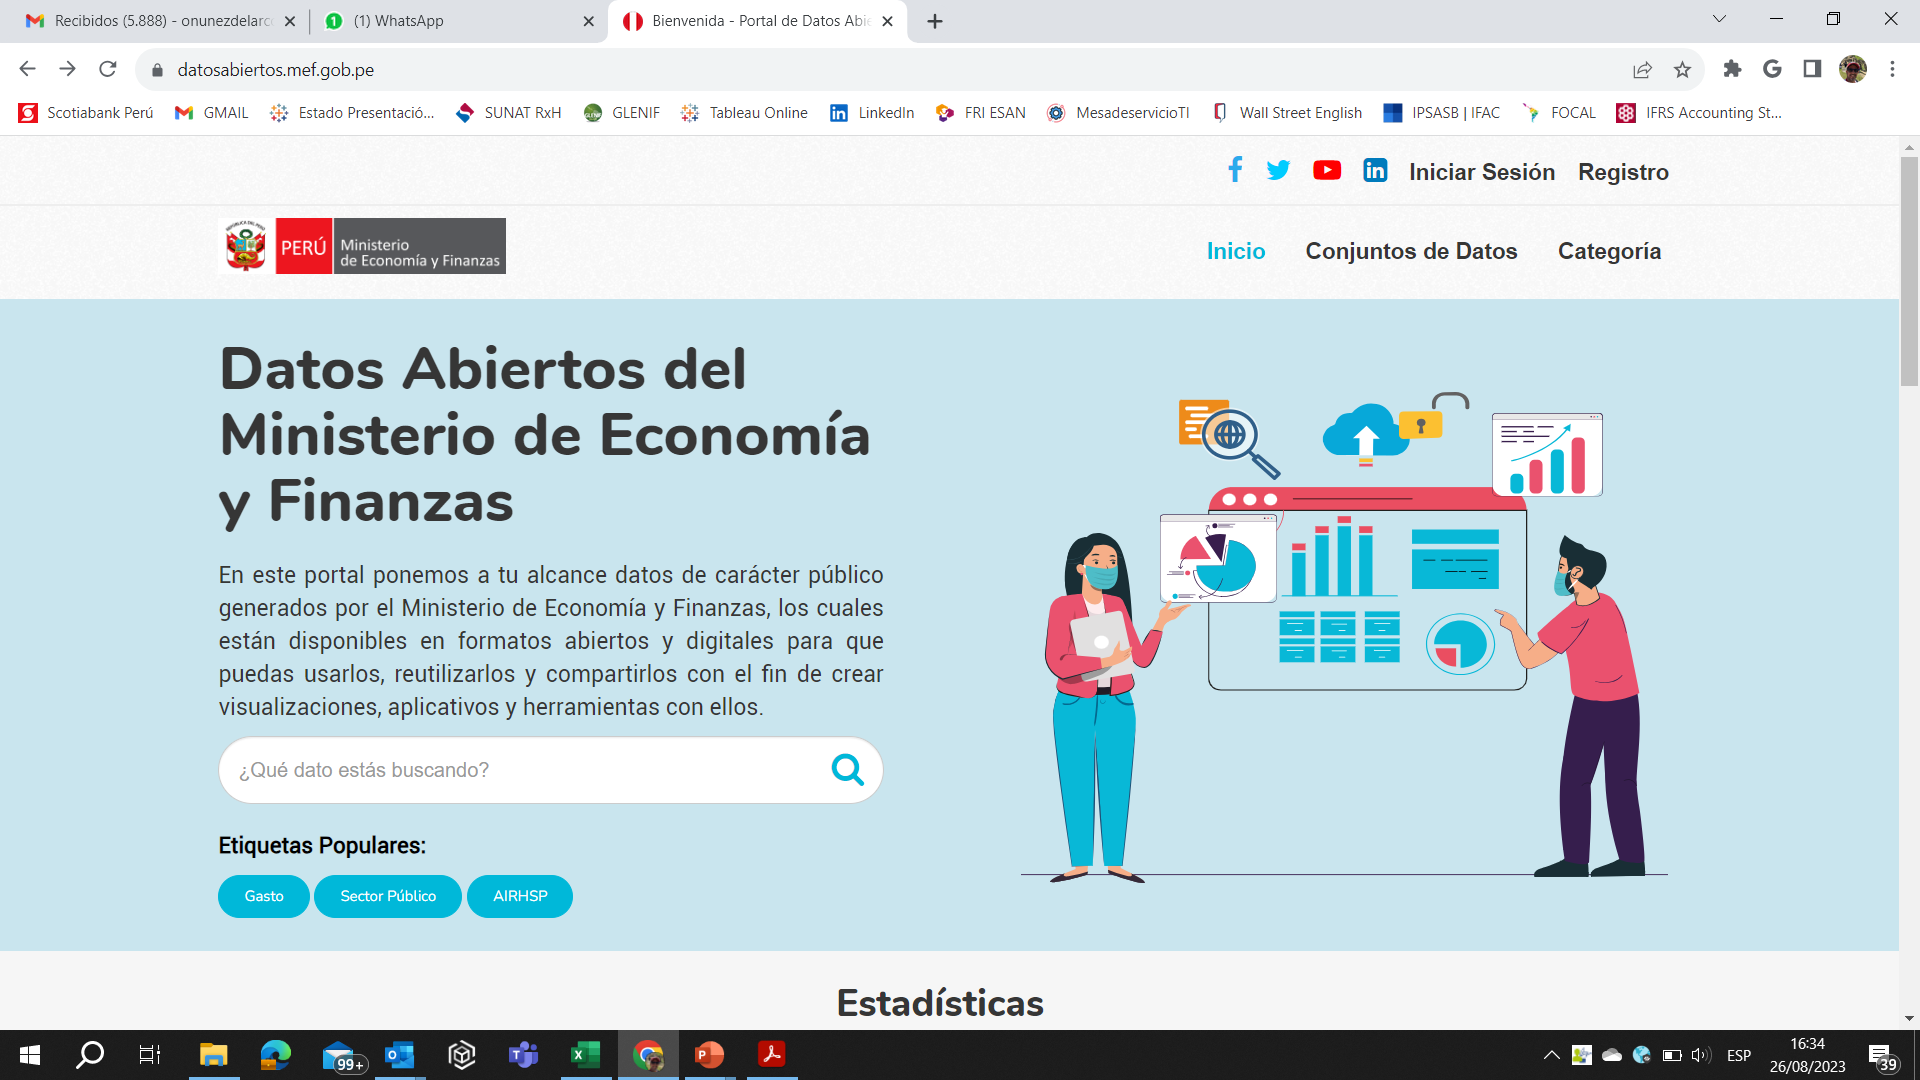 Recibidos (5.888) - onunezdelarc
(1) WhatsApp
Bienvenida - Portal de Datos Abie
datosabiertos.mef.gob.pe
Scotiabank Perú
GMAIL
Estado Presentació...
SUNAT RxH
GLENIF
Tableau Online
LinkedIn
FRI ESAN
MesadeservicioTI
Wall Street English
IPSASB | IFAC
FOCAL
IFRS Accounting St...
Iniciar Sesión
Registro
PERÚ
Ministerio
de Economía y Finanzas
Inicio
Conjuntos de Datos
Categoría
Datos Abiertos del
Ministerio de Economía
y Finanzas
En este portal ponemos a tu alcance datos de carácter público
generados por el Ministerio de Economía y Finanzas, los cuales
están disponibles en formatos abiertos y digitales para que
puedas usarlos, reutilizarlos y compartirlos con el fin de crear
visualizaciones, aplicativos y herramientas con ellos.
¿Qué dato estás buscando?
Etiquetas Populares:
Gasto
Sector Público
AIRHSP
Estadísticas
99+
ESP
16:34
26/08/2023
39